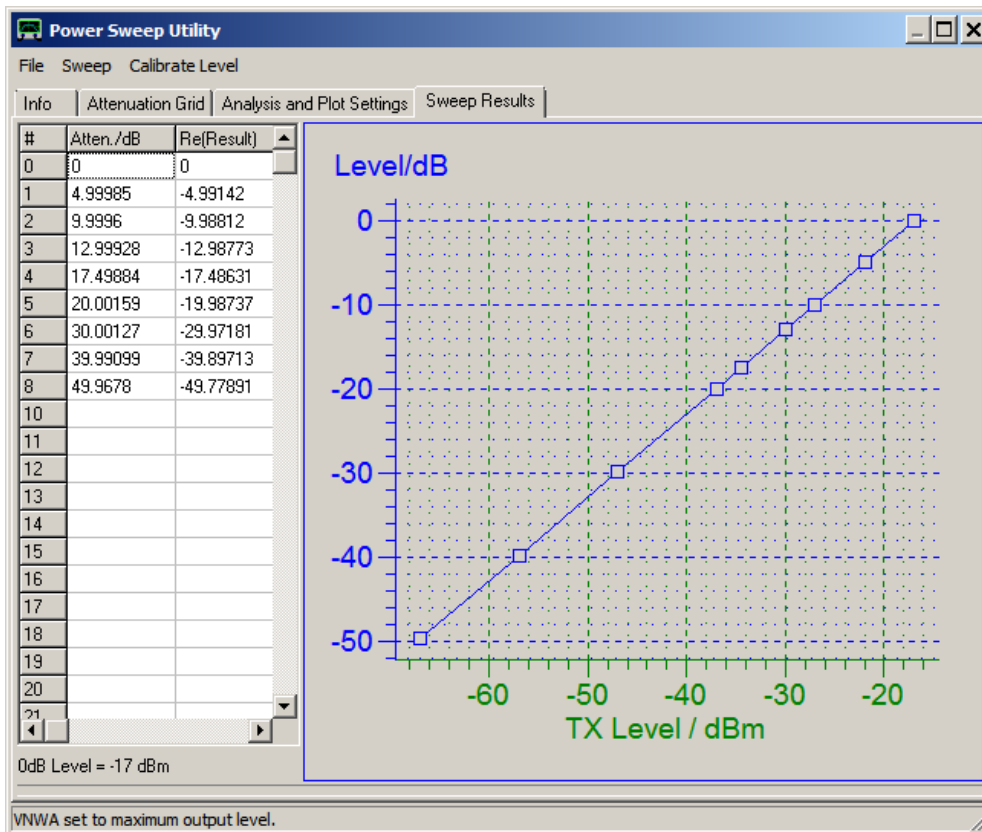 Power Sweep Utility
File Sweep Calibrate Level
Info Attenuation Grid Analysis and Plot Settings Sweep Results
# Atten./dB Re(Result)
0 0 0
1 4.99985 -4.99142
2 9.9996 -9.98812
3 12.99928 -12.98773
4 17.49884 -17.48631
5 20.00159 -19.98737
6 30.00127 -29.97181
7 39.99099 -39.89713
8 49.9678 -49.77891
10
11
12
13
14
15
16
17
18
19
20
21
0dB Level = -17 dBm
Level/dB
0
-10
-20
-30
-40
-50
-60 -50 -40 -30 -20
TX Level / dBm
VNWA set to maximum output level.